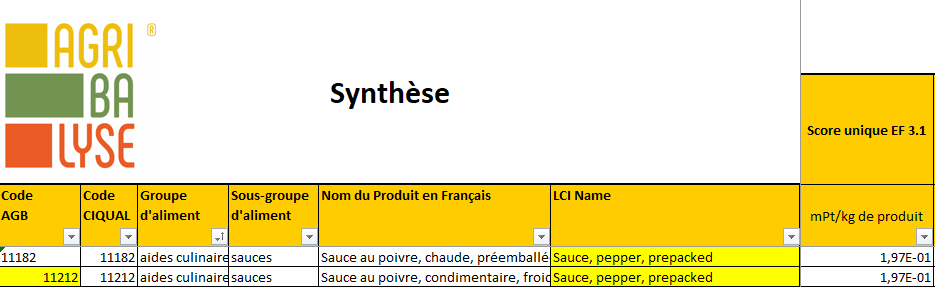 AGRI ®
BA
LYSE
Synthèse
Score unique EF 3.1
Code
AGB
Code
CIQUAL
Groupe
d'aliment
Sous-groupe
d'aliment
Nom du Produit en Français
LCI Name
mPt/kg de produit
11182 11182 aides culinaire sauces Sauce au poivre, chaude, préemballé Sauce, pepper, prepacked 1,97E-01
11212 11212 aides culinaire sauces Sauce au poivre, condimentaire, froid Sauce, pepper, prepacked 1,97E-01